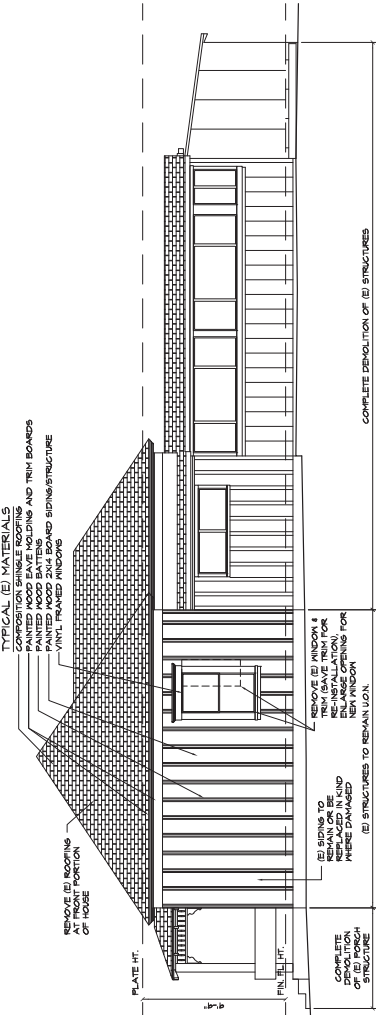 TYPICAL (E) MATERIALS
COMPOSITION SHINGLE ROOFING
PAINTED WOOD EAVE MOLDING AND TRIM BOARDS
PAINTED WOOD BATTENS
PAINTED WOOD 2X14 BOARD SIDING/STRUCTURE
VINYL FRAMED WINDOWS
REMOVE (E) ROOFING
AT FRONT PORTION
OF HOUSE
PLATE HT.
FIN. FL. HT.
REMOVE (E) WINDOW &
TRIM (SAVE TRIM FOR
RE-INSTALLATION),
ENLARGE OPENING FOR
NEW WINDOW
(E) SIDING TO
REMAIN OR BE
REPLACED IN KIND
WHERE DAMAGED
COMPLETE
DEMOLITION
OF (E) PORCH
STRUCTURE
(E) STRUCTURES TO REMAIN U.O.N.
COMPLETE DEMOLITION OF (E) STRUCTURES